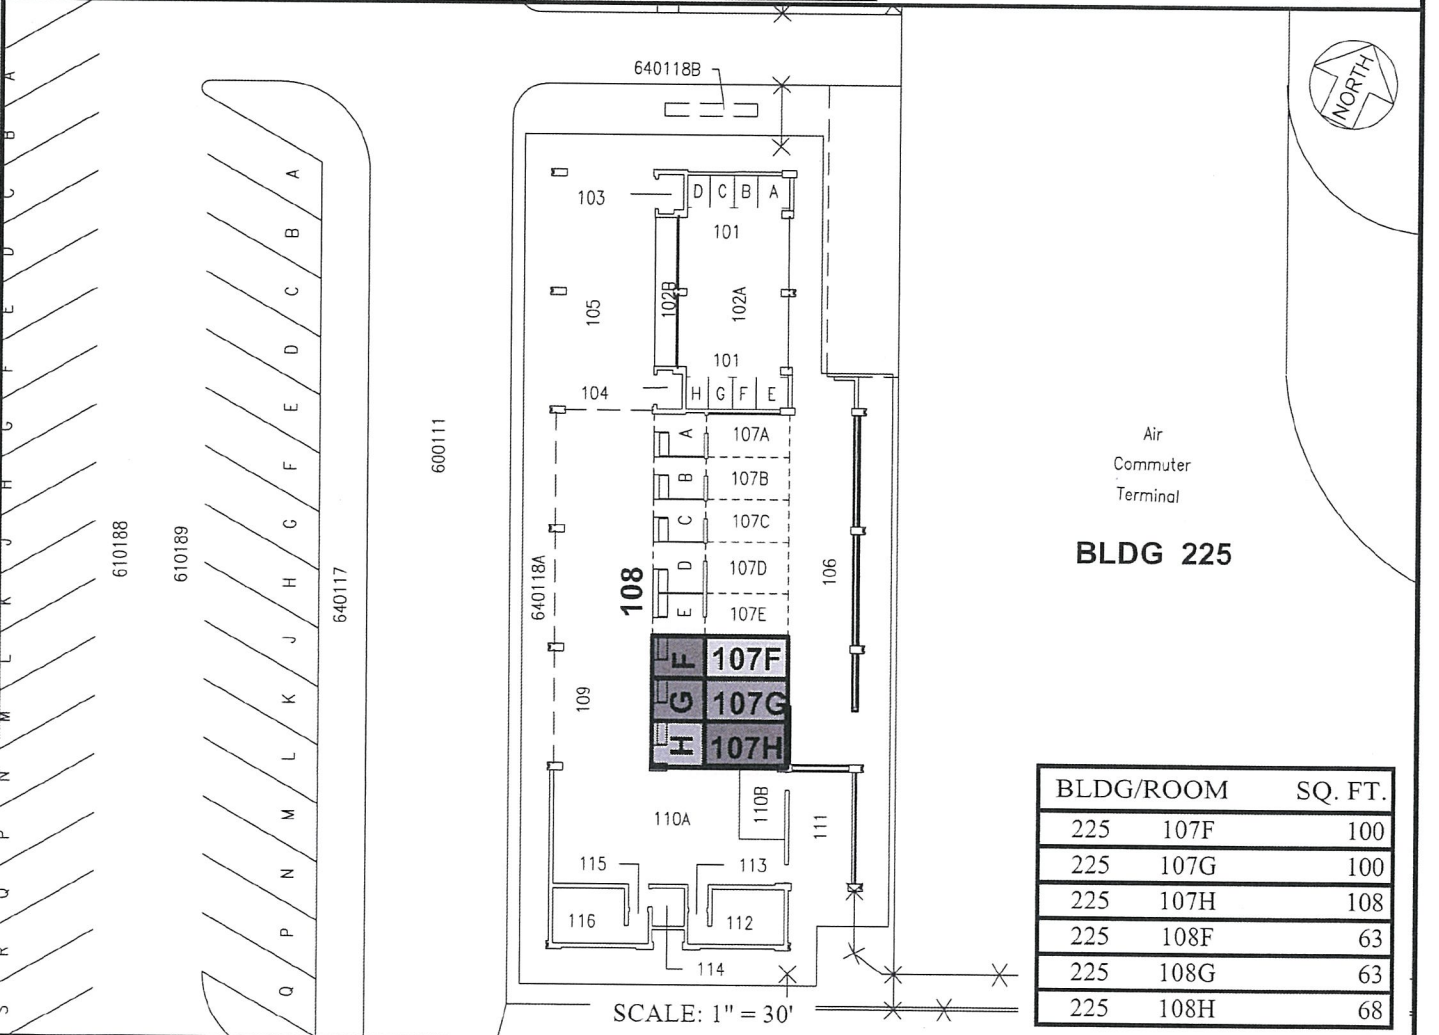 640118B
NORTH
103
D C B A
101
105
102B
102A
101
104
H G F E
A 107A
B 107B
C 107C
D 107D
E 107E
108
F 107F
G 107G
H 107H
106
109
640118A
600111
640117
610189
610188
A
B
C
D
E
F
G
H
J
K
L
M
N
P
Q
A
B
C
D
E
F
G
H
J
K
L
M
N
P
Q
R
S
Air
Commuter
Terminal
BLDG 225
110A
110B
111
115
113
116
112
114
SCALE: 1" = 30'
BLDG/ROOM SQ. FT.
225 107F 100
225 107G 100
225 107H 108
225 108F 63
225 108G 63
225 108H 68